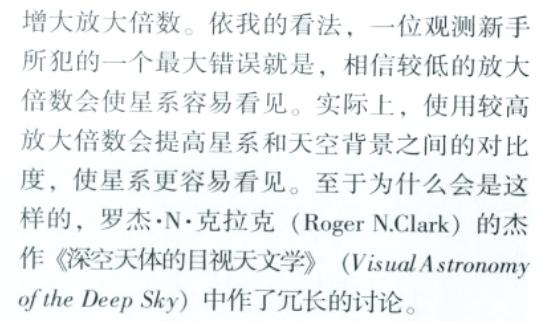 增大放大倍数。依我的看法，一位观测新手
所犯的一个最大错误就是，相信较低的放大
倍数会使星系容易看见。实际上，使用较高
放大倍数会提高星系和天空背景之间的对比
度，使星系更容易看见。至于为什么会是这
样的，罗杰·N·克拉克（Roger N.Clark）的杰
作《深空天体的目视天文学》（Visual Astronomy
of the Deep Sky）中作了冗长的讨论。